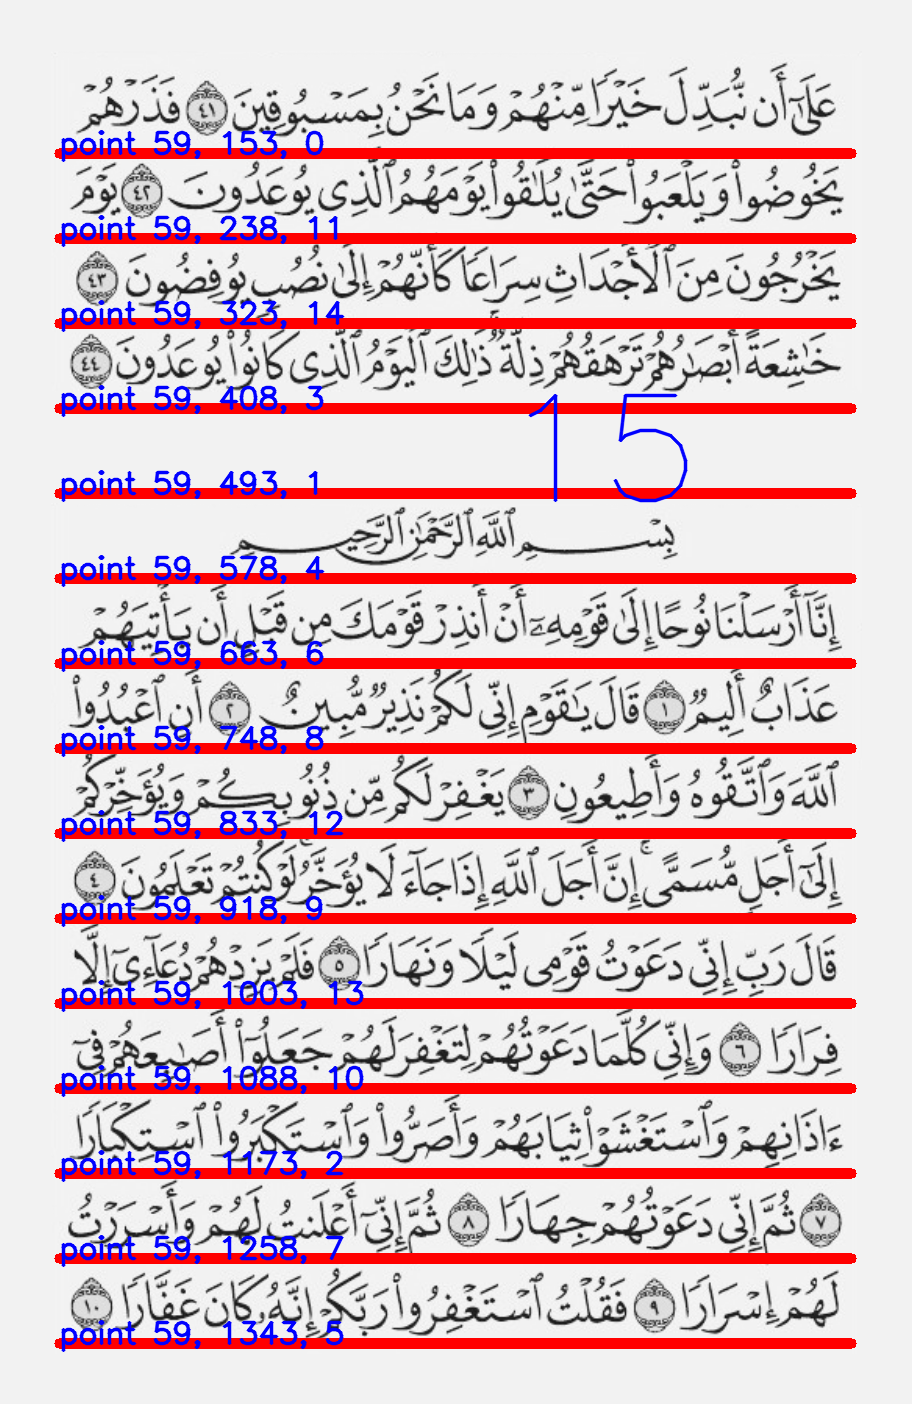 عَلَىٰٓ أَن نُّبَدِّلَ خَيْرًا مِّنْهُمْ وَمَا نَحْنُ بِمَسْبُوقِينَ ٤١ فَذَرْهُمْ
point 59, 153, 0
يَخُوضُوا۟ وَيَلْعَبُوا۟ حَتَّىٰ يُلَـٰقُوا۟ يَوْمَهُمُ ٱلَّذِى يُوعَدُونَ ٤٢ يَوْمَ
point 59, 238, 11
يَخْرُجُونَ مِنَ ٱلْأَجْدَاثِ سِرَاعًا كَأَنَّهُمْ إِلَىٰ نُصُبٍ يُوفِضُونَ ٤٣
point 59, 323, 14
خَـٰشِعَةً أَبْصَـٰرُهُمْ تَرْهَقُهُمْ ذِلَّةٌ ۚ ذَٰلِكَ ٱلْيَوْمُ ٱلَّذِى كَانُوا۟ يُوعَدُونَ ٤٤
point 59, 408, 3
15
point 59, 493, 1
بِسْمِ ٱللَّهِ ٱلرَّحْمَـٰنِ ٱلرَّحِيمِ
point 59, 578, 4
إِنَّآ أَرْسَلْنَا نُوحًا إِلَىٰ قَوْمِهِۦٓ أَنْ أَنذِرْ قَوْمَكَ مِن قَبْلِ أَن يَأْتِيَهُمْ
point 59, 663, 6
عَذَابٌ أَلِيمٌ ١ قَالَ يَـٰقَوْمِ إِنِّى لَكُمْ نَذِيرٌ مُّبِينٌ ٢ أَنِ ٱعْبُدُوا۟
point 59, 748, 8
ٱللَّهَ وَٱتَّقُوهُ وَأَطِيعُونِ ٣ يَغْفِرْ لَكُم مِّن ذُنُوبِكُمْ وَيُؤَخِّرْكُمْ
point 59, 833, 12
إِلَىٰٓ أَجَلٍ مُّسَمًّى ۚ إِنَّ أَجَلَ ٱللَّهِ إِذَا جَآءَ لَا يُؤَخَّرُ ۖ لَوْ كُنتُمْ تَعْلَمُونَ ٤
point 59, 918, 9
قَالَ رَبِّ إِنِّى دَعَوْتُ قَوْمِى لَيْلًا وَنَهَارًا ٥ فَلَمْ يَزِدْهُمْ دُعَآءِىٓ إِلَّا
point 59, 1003, 13
فِرَارًا ٦ وَإِنِّى كُلَّمَا دَعَوْتُهُمْ لِتَغْفِرَ لَهُمْ جَعَلُوٓا۟ أَصَـٰبِعَهُمْ فِىٓ
point 59, 1088, 10
ءَاذَانِهِمْ وَٱسْتَغْشَوْا۟ ثِيَابَهُمْ وَأَصَرُّوا۟ وَٱسْتَكْبَرُوا۟ ٱسْتِكْبَارًا
point 59, 1173, 2
٧ ثُمَّ إِنِّى دَعَوْتُهُمْ جِهَارًا ٨ ثُمَّ إِنِّىٓ أَعْلَنتُ لَهُمْ وَأَسْرَرْتُ
point 59, 1258, 7
لَهُمْ إِسْرَارًا ٩ فَقُلْتُ ٱسْتَغْفِرُوا۟ رَبَّكُمْ إِنَّهُۥ كَانَ غَفَّارًا ١٠
point 59, 1343, 5